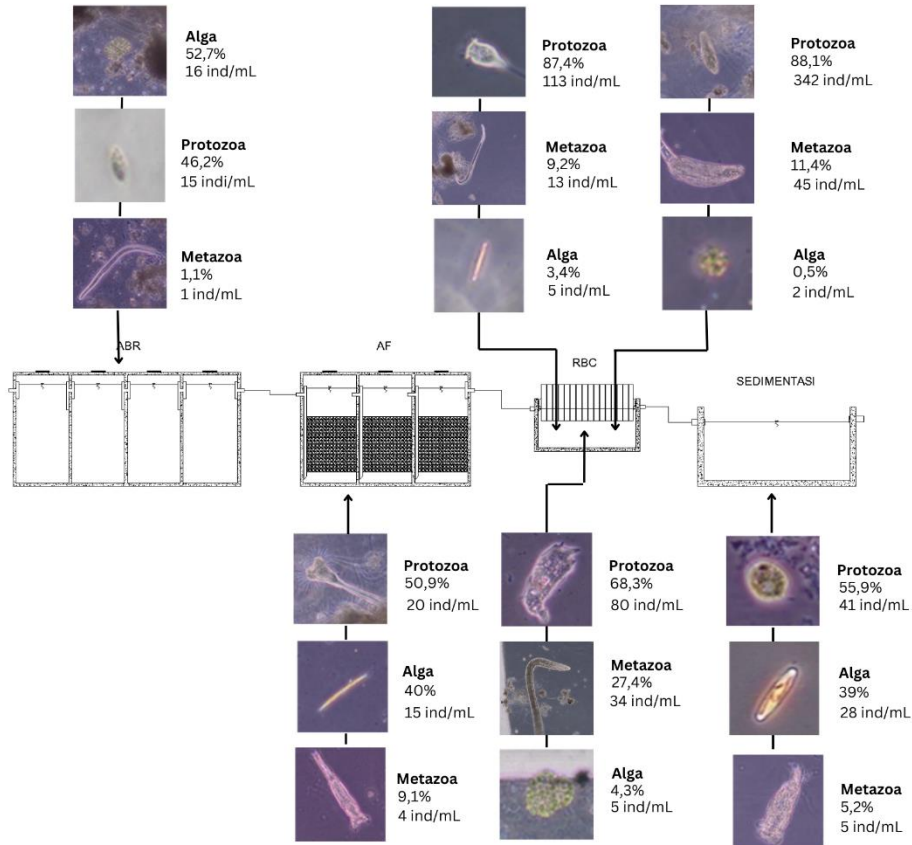 Alga
52,7%
16 ind/mL
Protozoa
46,2%
15 indi/mL
Metazoa
1,1%
1 ind/mL
Protozoa
87,4%
113 ind/mL
Metazoa
9,2%
13 ind/mL
Alga
3,4%
5 ind/mL
Protozoa
88,1%
342 ind/mL
Metazoa
11,4%
45 ind/mL
Alga
0,5%
2 ind/mL
ABR
AF
RBC
SEDIMENTASI
Protozoa
50,9%
20 ind/mL
Alga
40%
15 ind/mL
Metazoa
9,1%
4 ind/mL
Protozoa
68,3%
80 ind/mL
Metazoa
27,4%
34 ind/mL
Alga
4,3%
5 ind/mL
Protozoa
55,9%
41 ind/mL
Alga
39%
28 ind/mL
Metazoa
5,2%
5 ind/mL